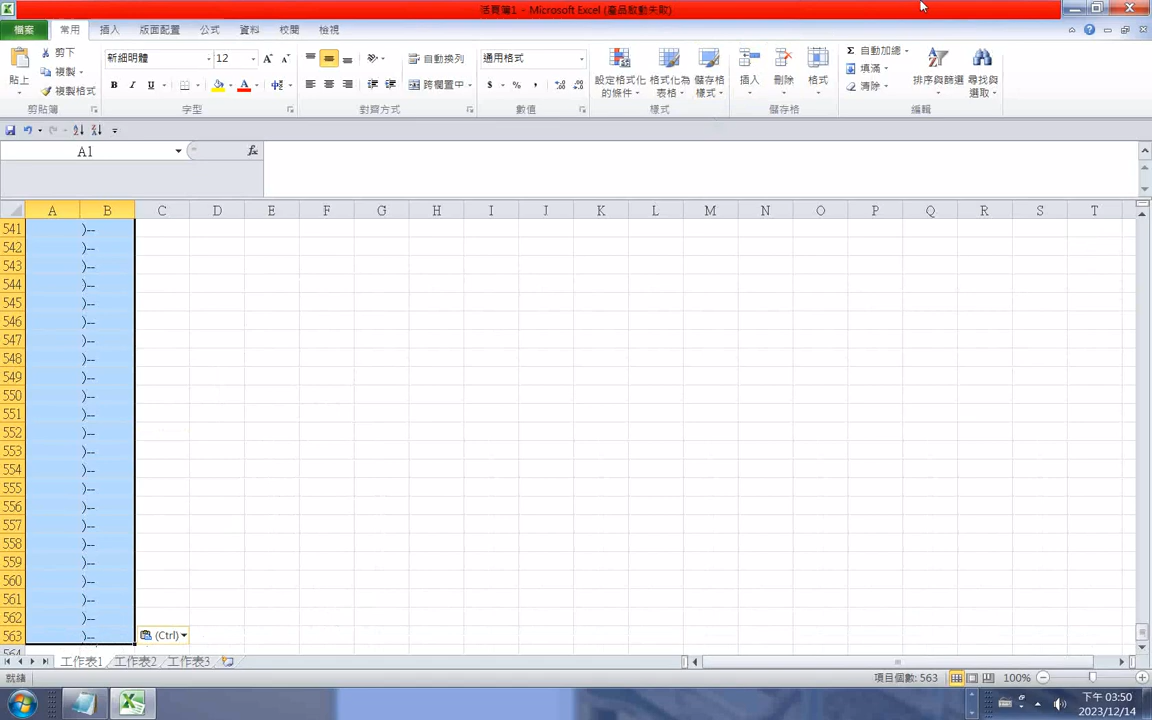 活頁簿1 - Microsoft Excel (產品啟動失敗)
檔案 常用 插入 版面配置 公式 資料 校閱 檢視
貼上 剪下 複製 複製格式 剪貼簿
新細明體 12 B I U A 字型
自動換列 跨欄置中 對齊方式
通用格式 $ % , 數值
設定格式化的條件 格式化為表格 儲存格樣式 樣式
插入 刪除 格式 儲存格
Σ 自動加總 填滿 清除 排序與篩選 尋找與選取 編輯
A1 fx
A B C D E F G H I J K L M N O P Q R S T
541 )--
542 )--
543 )--
544 )--
545 )--
546 )--
547 )--
548 )--
549 )--
550 )--
551 )--
552 )--
553 )--
554 )--
555 )--
556 )--
557 )--
558 )--
559 )--
560 )--
561 )--
562 )--
563 )-- (Ctrl)
564
工作表1 工作表2 工作表3
就緒 項目個數: 563 100%
下午 03:50
2023/12/14